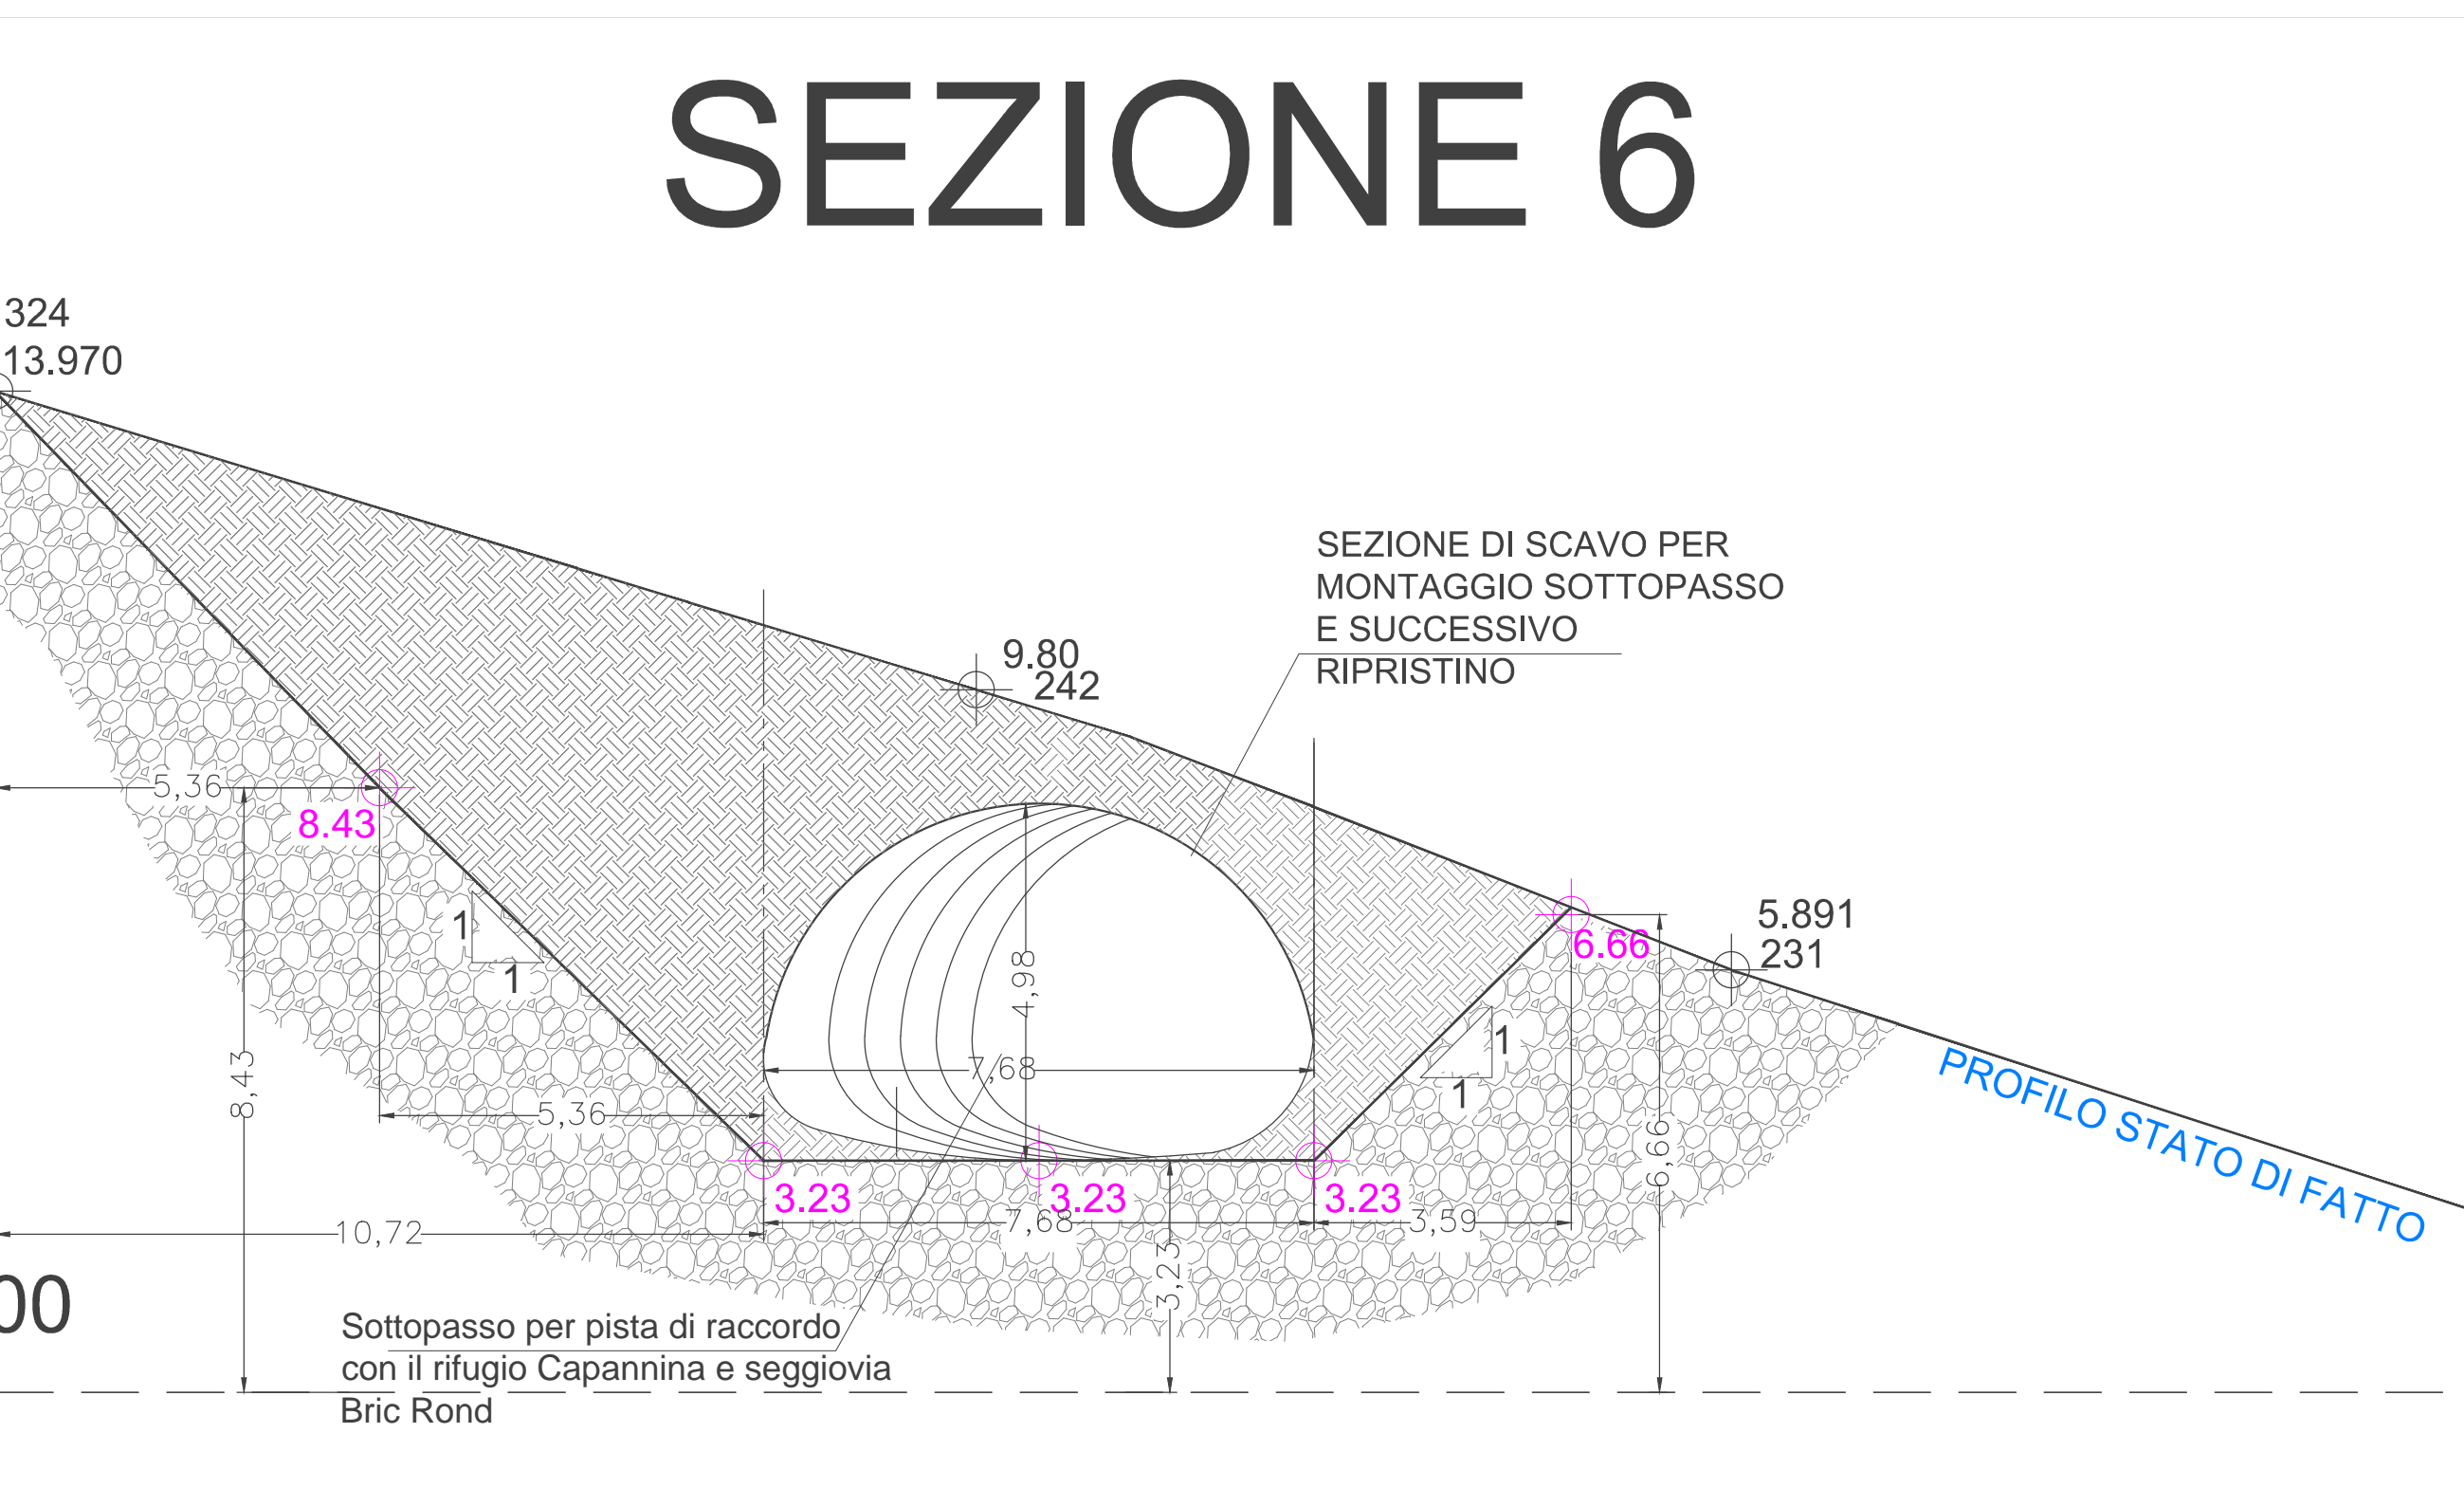 SEZIONE 6
324
13.970
SEZIONE DI SCAVO PER
MONTAGGIO SOTTOPASSO
E SUCCESSIVO
RIPRISTINO
9.80
242
5,36
8.43
5.891
231
6.66
1
1
4,98
1
1
7,68
8,43
5,36
PROFILO STATO DI FATTO
6,66
3.23
3.23
3.23
7,68
3,59
10,72
3,23
00
Sottopasso per pista di raccordo
con il rifugio Capannina e seggiovia
Bric Rond